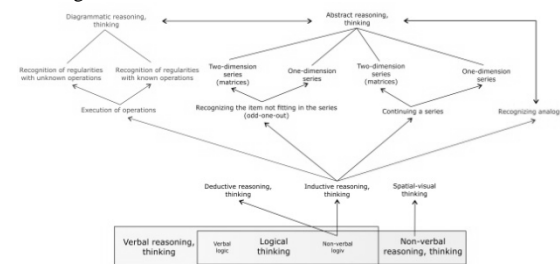 Diagrammatic reasoning,
thinking
Abstract reasoning,
thinking
Recognition of regularities
with unknown operations
Recognition of regularities
with known operations
Two-dimension
series
(matrices)
One-dimension
series
Two-dimension
series
(matrices)
One-dimension
series
Execution of operations
Recognizing the item not fitting in the series
(odd-one-out)
Continuing a series
Recognizing analog
Deductive reasoning,
thinking
Inductive reasoning,
thinking
Spatial-visual
thinking
Verbal reasoning,
thinking
Verbal
logic
Logical
thinking
Non-verbal
logiv
Non-verbal
reasoning, thinking